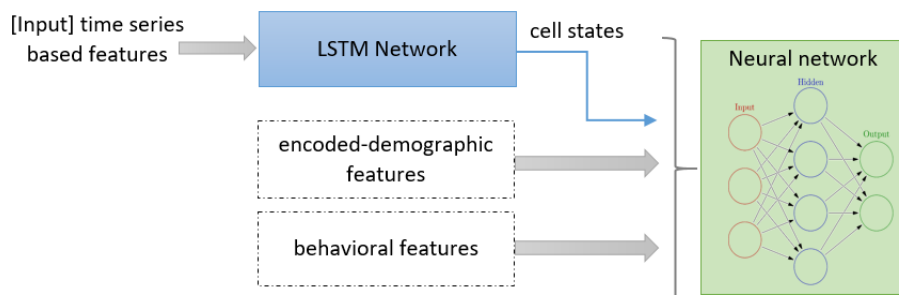 [Input] time series
based features
LSTM Network
cell states
encoded-demographic
features
behavioral features
Neural network
Hidden
Input
Output